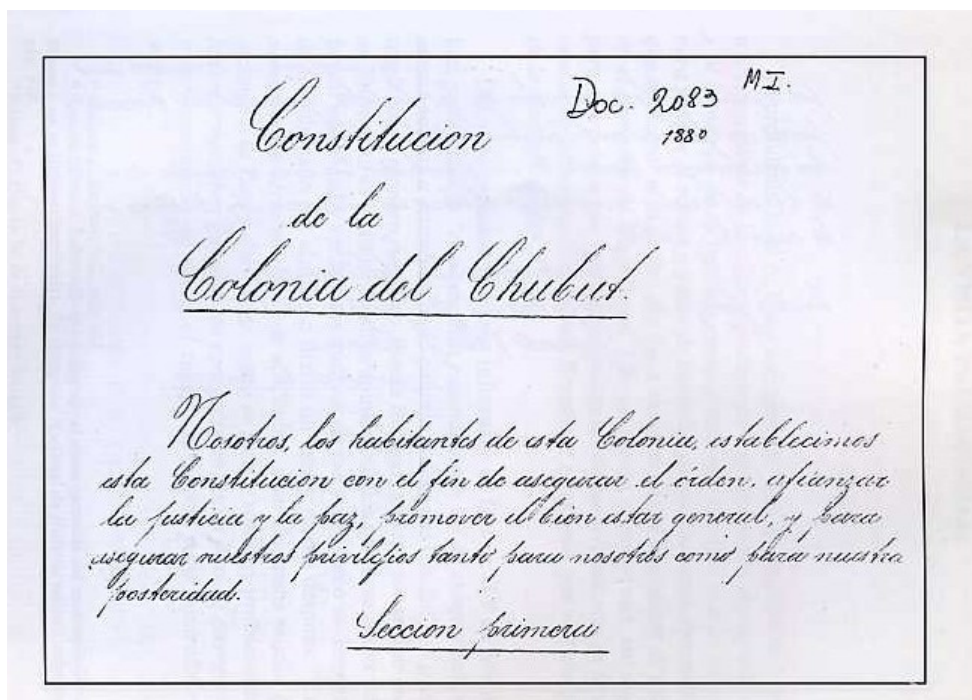 Constitucion
Doc. 2083 M.I.
1880
de la
Colonia del Chubut.
Nosotros, los habitantes de esta Colonia, establecimos
esta Constitucion con el fin de asegurar el órden, afianzar
la justicia y la paz, promover el bien estar general, y para
asegurar nuestros privilejios tanto para nosotros como para nuestra
posteridad.
Seccion primera